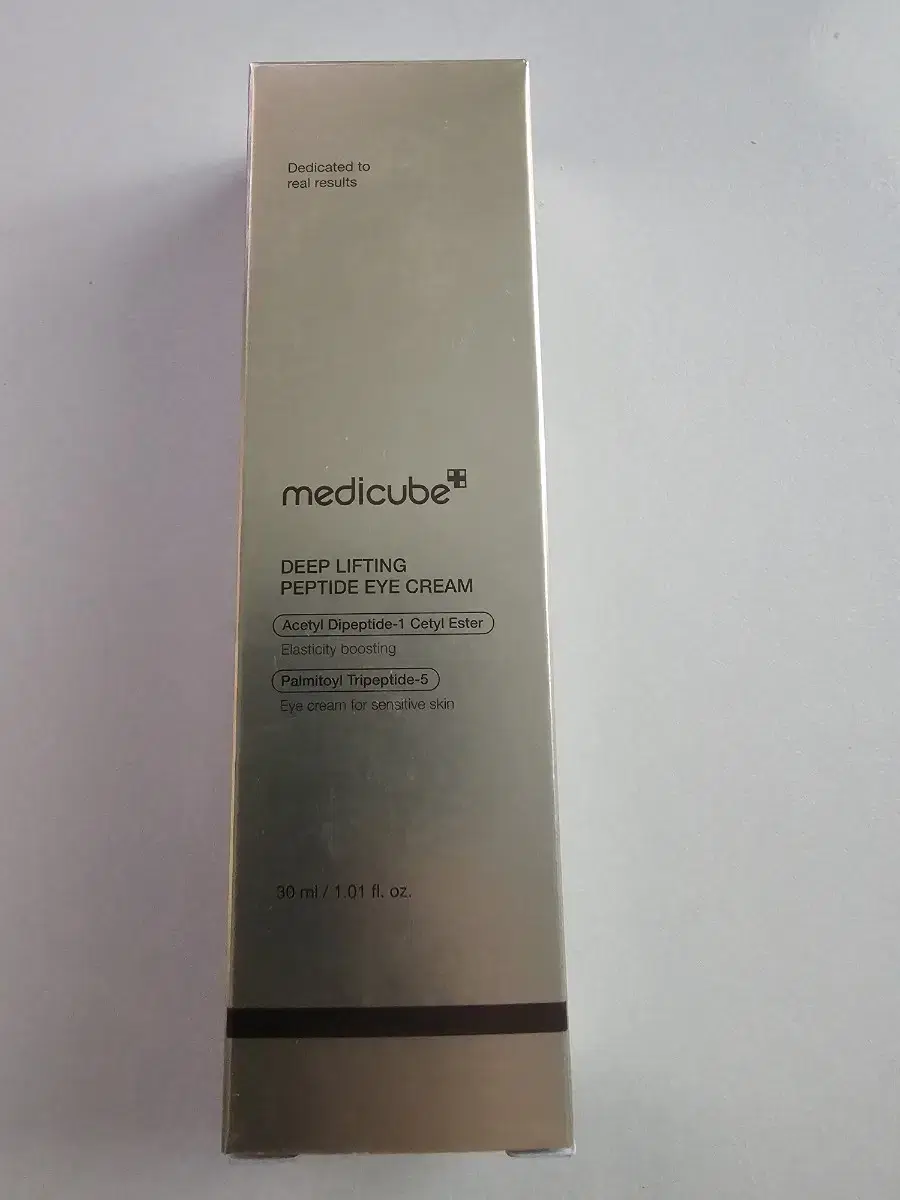 Dedicated to
real results
medicube
DEEP LIFTING
PEPTIDE EYE CREAM
Acetyl Dipeptide-1 Cetyl Ester
Elasticity boosting
Palmitoyl Tripeptide-5
Eye cream for sensitive skin
30 ml / 1.01 fl. oz.